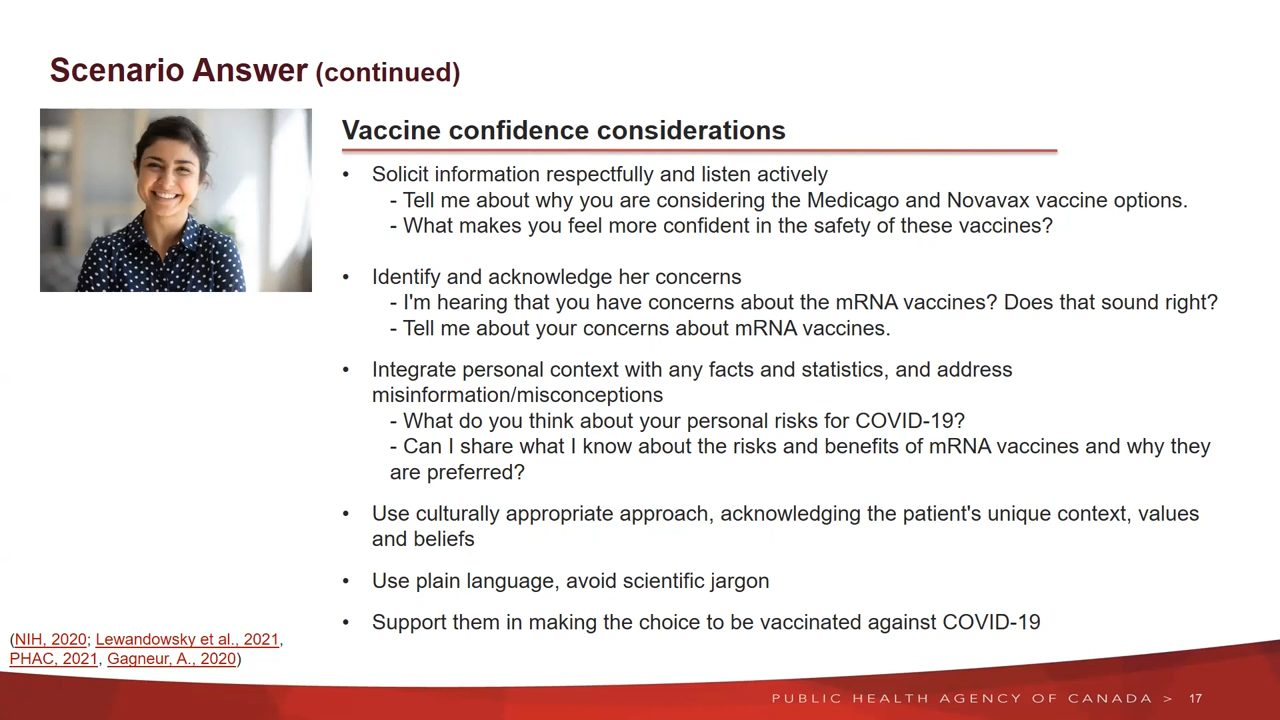 Scenario Answer (continued)
Vaccine confidence considerations
• Solicit information respectfully and listen actively
- Tell me about why you are considering the Medicago and Novavax vaccine options.
- What makes you feel more confident in the safety of these vaccines?
• Identify and acknowledge her concerns
- I'm hearing that you have concerns about the mRNA vaccines? Does that sound right?
- Tell me about your concerns about mRNA vaccines.
• Integrate personal context with any facts and statistics, and address
misinformation/misconceptions
- What do you think about your personal risks for COVID-19?
- Can I share what I know about the risks and benefits of mRNA vaccines and why they
are preferred?
• Use culturally appropriate approach, acknowledging the patient's unique context, values
and beliefs
• Use plain language, avoid scientific jargon
• Support them in making the choice to be vaccinated against COVID-19
(NIH, 2020; Lewandowsky et al., 2021,
PHAC, 2021, Gagneur, A., 2020)
PUBLIC HEALTH AGENCY OF CANADA > 17